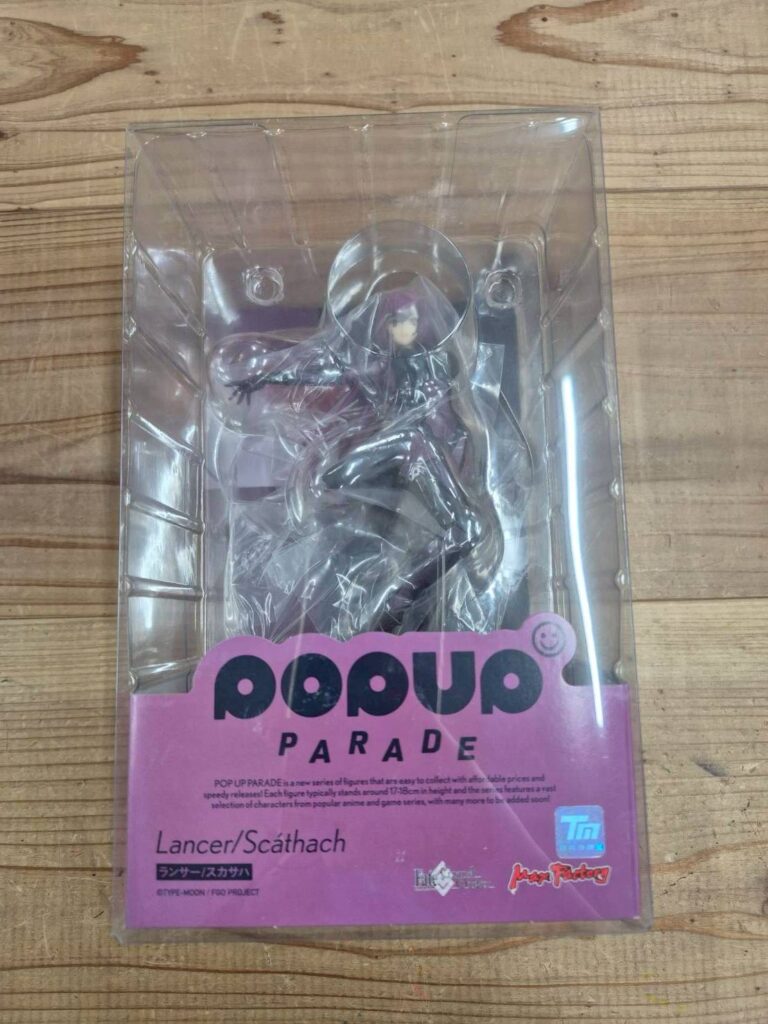 POPUP
PARADE
POP UP PARADE is a new series of figures that are easy to collect with affordable prices and
speedy releases! Each figure typically stands around 17-18cm in height and the series features a vast
selection of characters from popular anime and game series, with many more to be added soon!
Lancer/Scáthach
ランサー/スカサハ
©TYPE-MOON / FGO PROJECT
Fate
Max Factory
TM